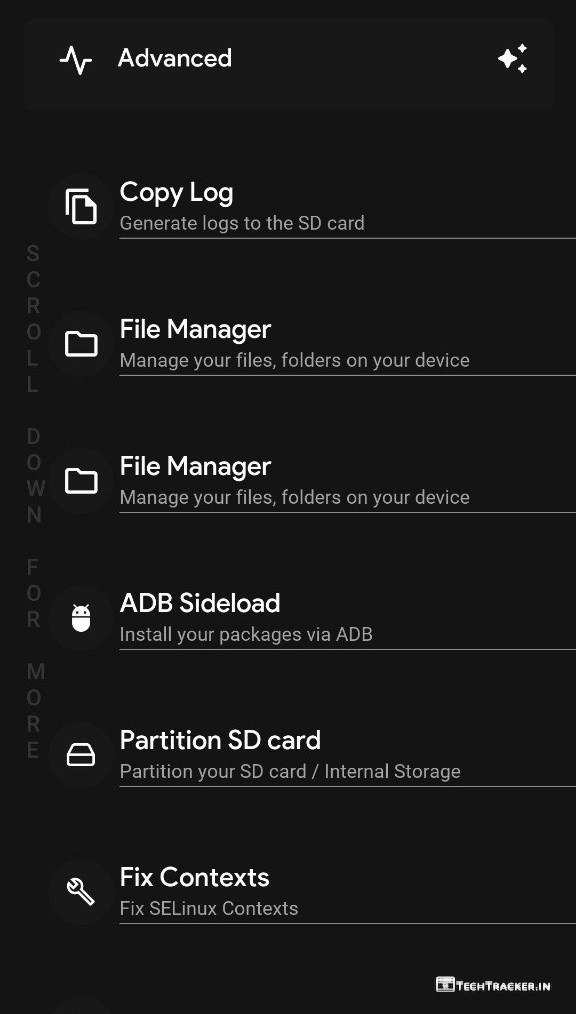 Advanced
Copy Log
Generate logs to the SD card
File Manager
Manage your files, folders on your device
File Manager
Manage your files, folders on your device
ADB Sideload
Install your packages via ADB
Partition SD card
Partition your SD card / Internal Storage
Fix Contexts
Fix SELinux Contexts
SCROLL DOWN FOR MORE
TECHTRACKER.IN